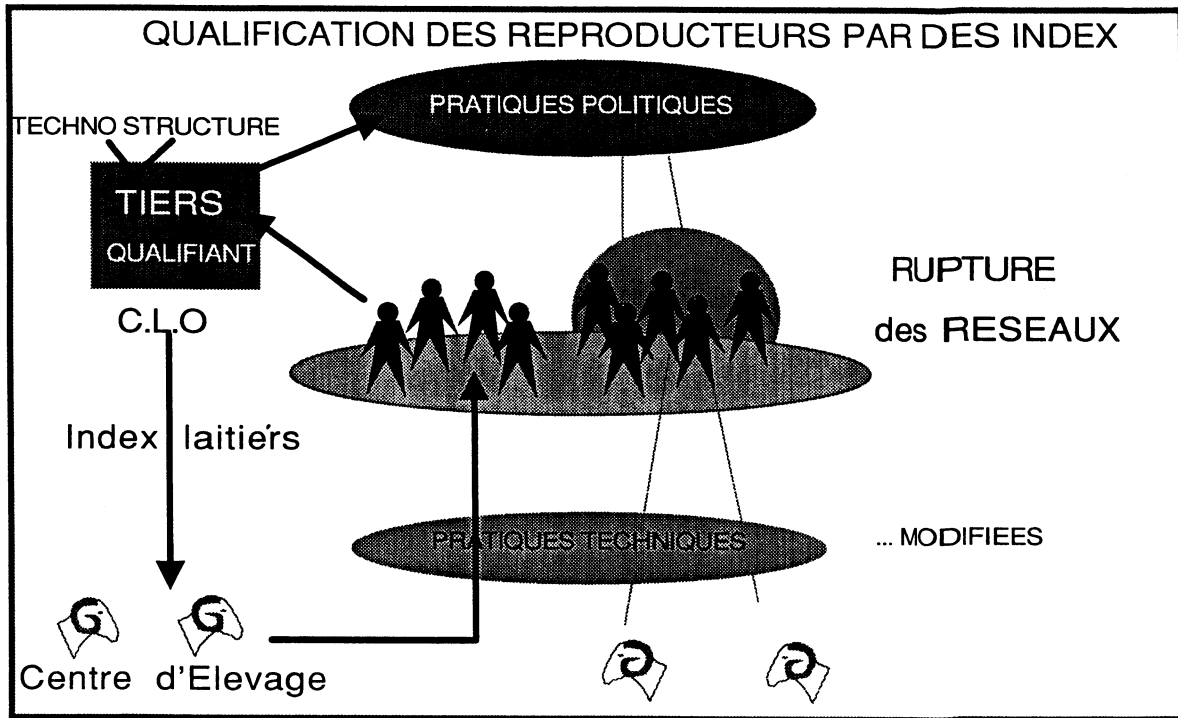 QUALIFICATION DES REPRODUCTEURS PAR DES INDEX
PRATIQUES POLITIQUES
TECHNO STRUCTURE
TIERS
QUALIFIANT
C.L.O
RUPTURE
des RESEAUX
Index laitiers
PRATIQUES TECHNIQUES
... MODIFIEES
Centre d'Elevage